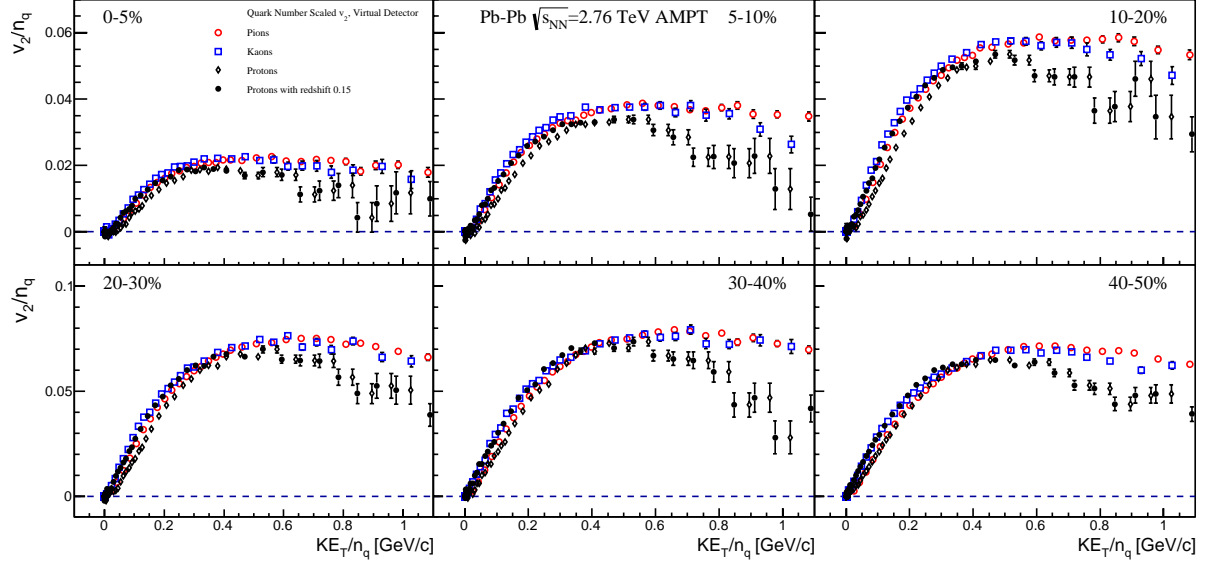 0-5%
Quark Number Scaled v2, Virtual Detector
Pions
Kaons
Protons
Protons with redshift 0.15
Pb-Pb √sNN=2.76 TeV AMPT
5-10%
10-20%
v2/nq
0.06
0.04
0.02
0
20-30%
30-40%
40-50%
v2/nq
0.1
0.05
0
0 0.2 0.4 0.6 0.8 1
0 0.2 0.4 0.6 0.8 1
0 0.2 0.4 0.6 0.8 1
KET/nq [GeV/c]
KET/nq [GeV/c]
KET/nq [GeV/c]